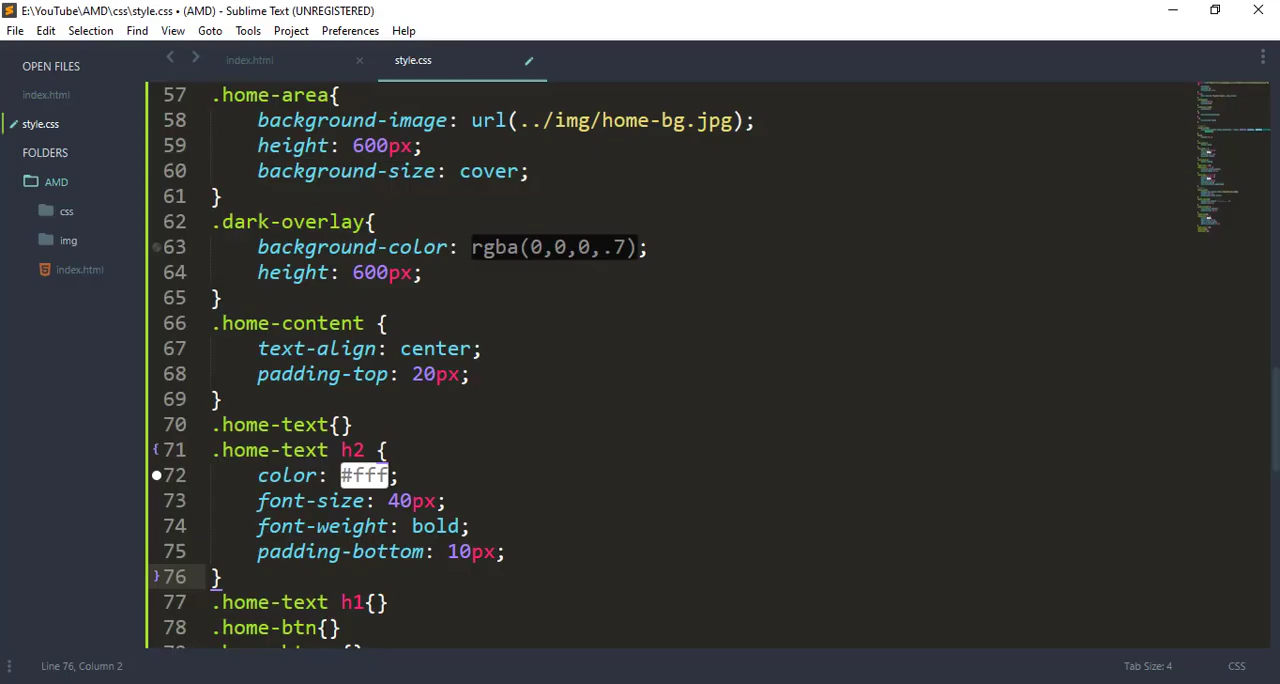 E:\YouTube\AMD\css\style.css • (AMD) - Sublime Text (UNREGISTERED)
File Edit Selection Find View Goto Tools Project Preferences Help
OPEN FILES
index.html
style.css
FOLDERS
AMD
css
img
index.html
index.html
style.css
57 .home-area{
58 background-image: url(../img/home-bg.jpg);
59 height: 600px;
60 background-size: cover;
61 }
62 .dark-overlay{
63 background-color: rgba(0,0,0,.7);
64 height: 600px;
65 }
66 .home-content {
67 text-align: center;
68 padding-top: 20px;
69 }
70 .home-text{}
71 .home-text h2 {
72 color: #fff;
73 font-size: 40px;
74 font-weight: bold;
75 padding-bottom: 10px;
76 }
77 .home-text h1{}
78 .home-btn{}
Line 76, Column 2
Tab Size: 4
CSS